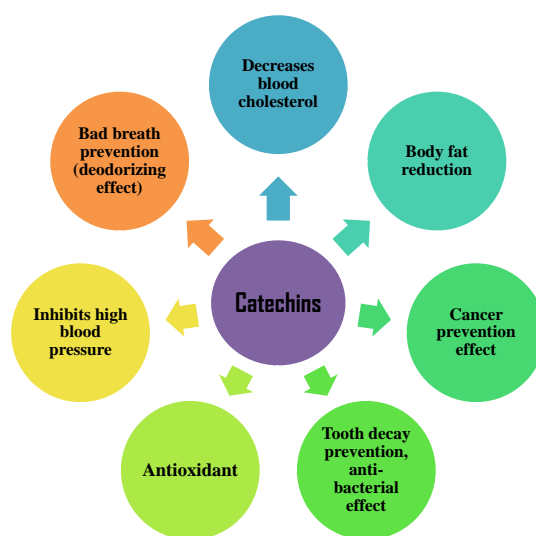 Decreases
blood
cholesterol
Body fat
reduction
Cancer
prevention
effect
Tooth decay
prevention,
anti-
bacterial
effect
Antioxidant
Inhibits high
blood
pressure
Bad breath
prevention
(deodorizing
effect)
Catechins